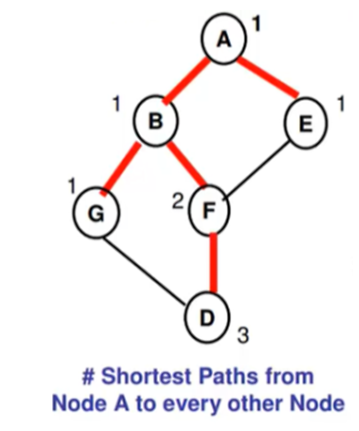 A 1
1 B
E 1
1 G
2 F
D 3
# Shortest Paths from
Node A to every other Node